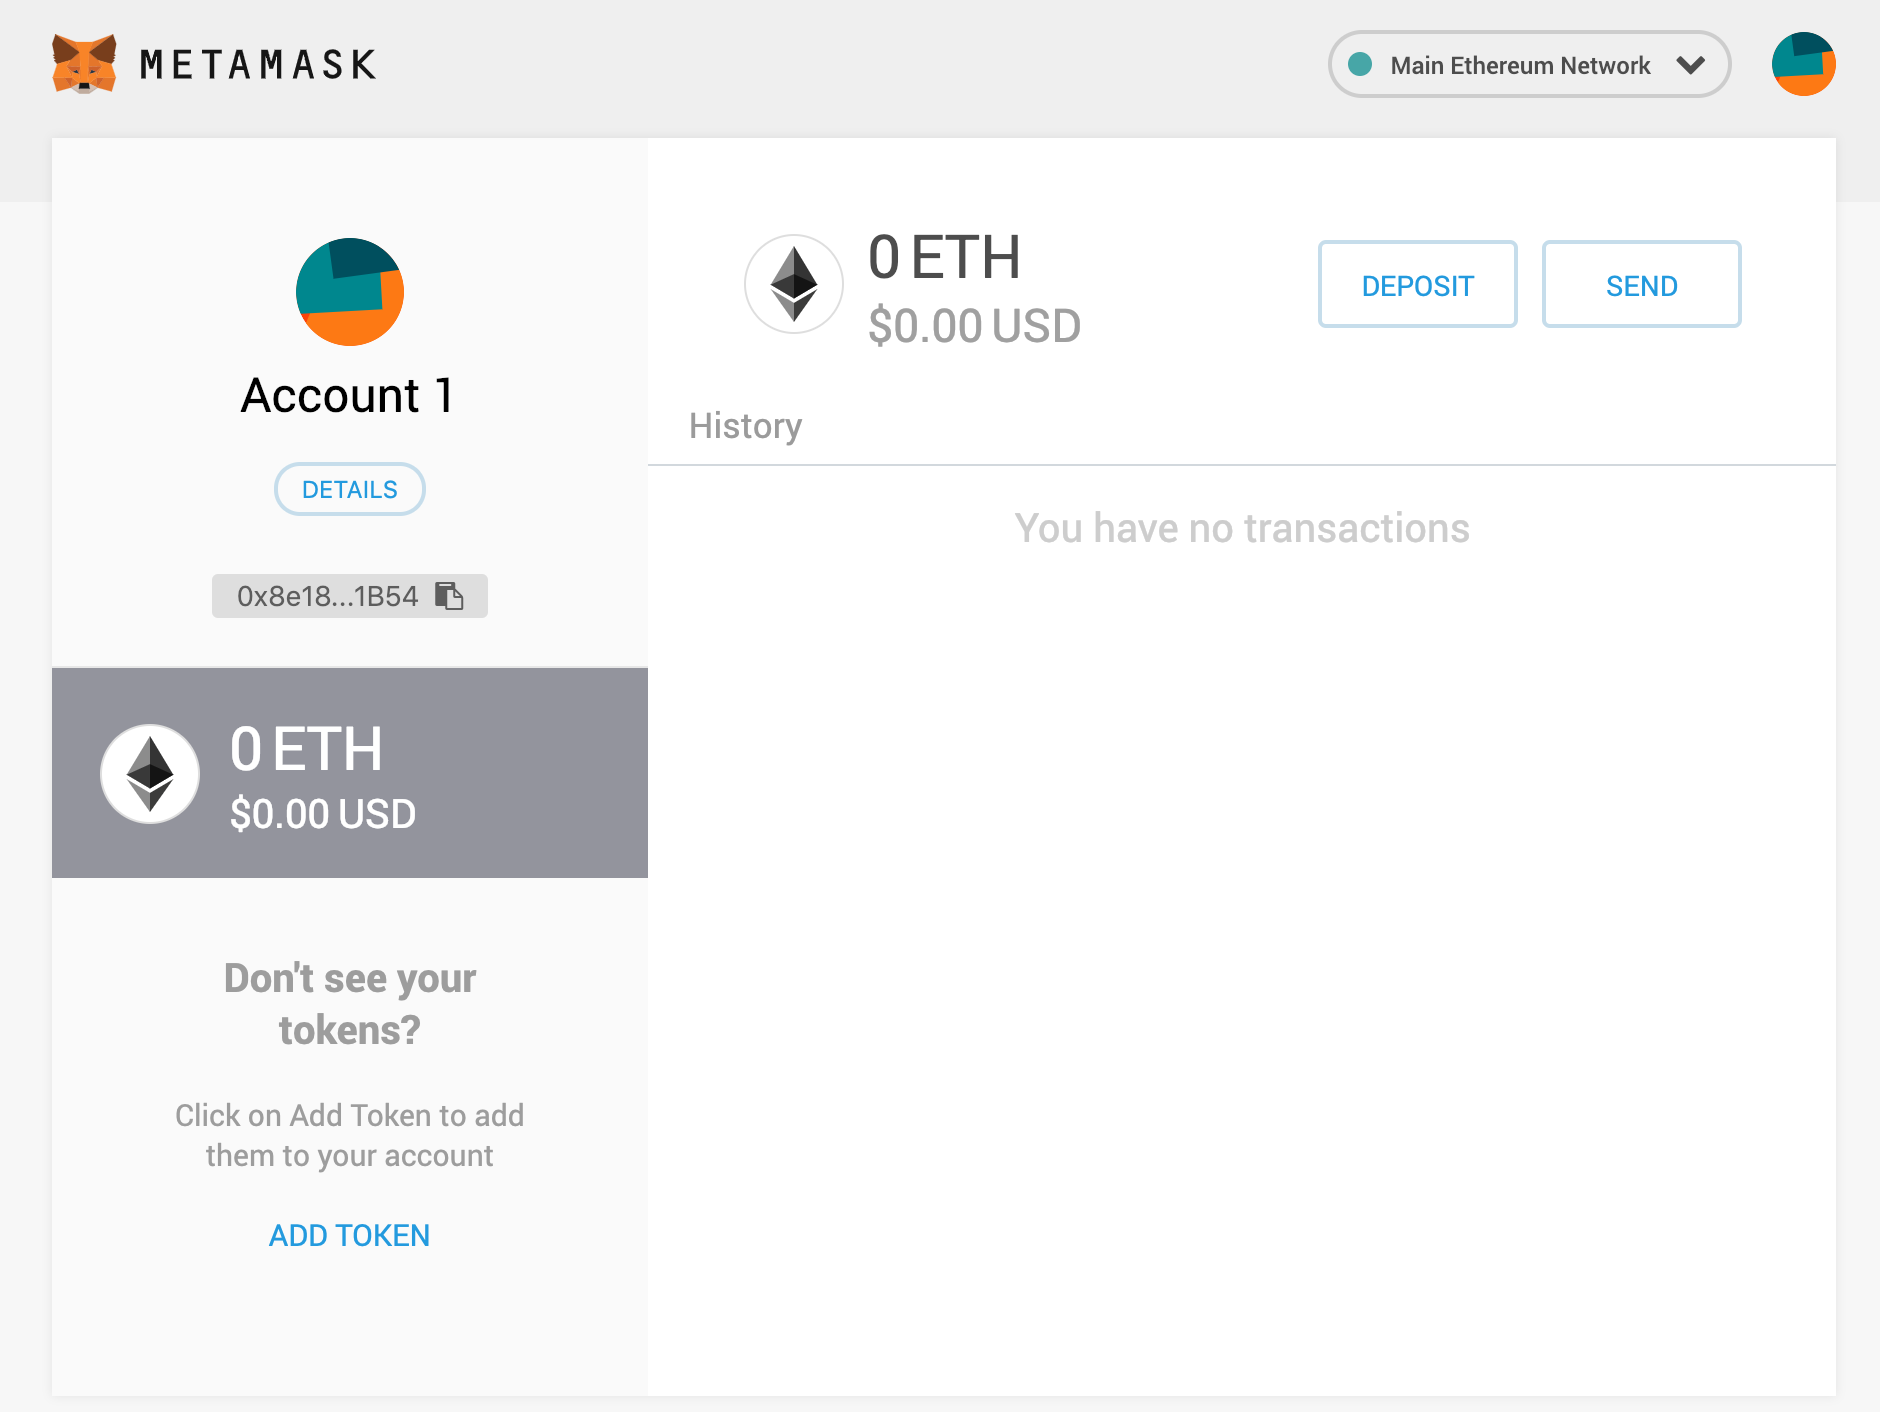 METAMASK
Main Ethereum Network
Account 1
DETAILS
0x8e18...1B54
0 ETH
$0.00 USD
Don't see your
tokens?
Click on Add Token to add
them to your account
ADD TOKEN
0 ETH
$0.00 USD
DEPOSIT
SEND
History
You have no transactions